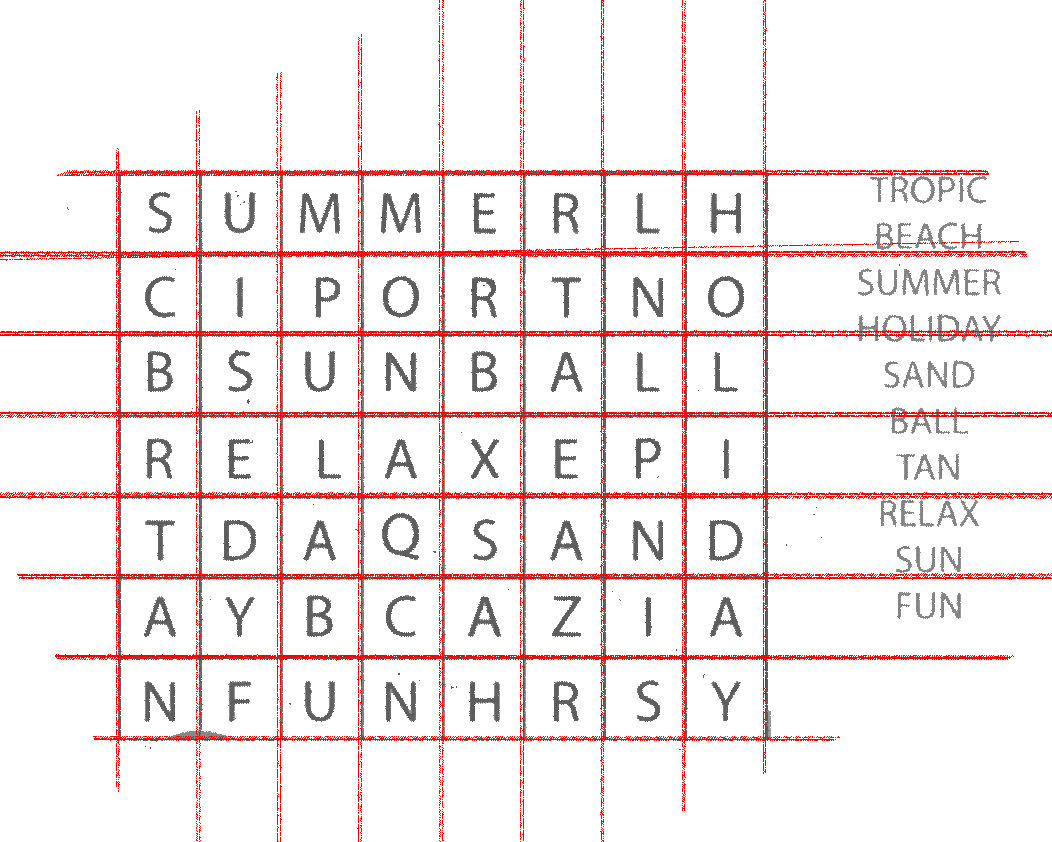 S U M M E R L H
C I P O R T N O
B S U N B A L L
R E L A X E P I
T D A Q S A N D
A Y B C A Z I A
N F U N H R S Y
TROPIC
BEACH
SUMMER
HOLIDAY
SAND
BALL
TAN
RELAX
SUN
FUN